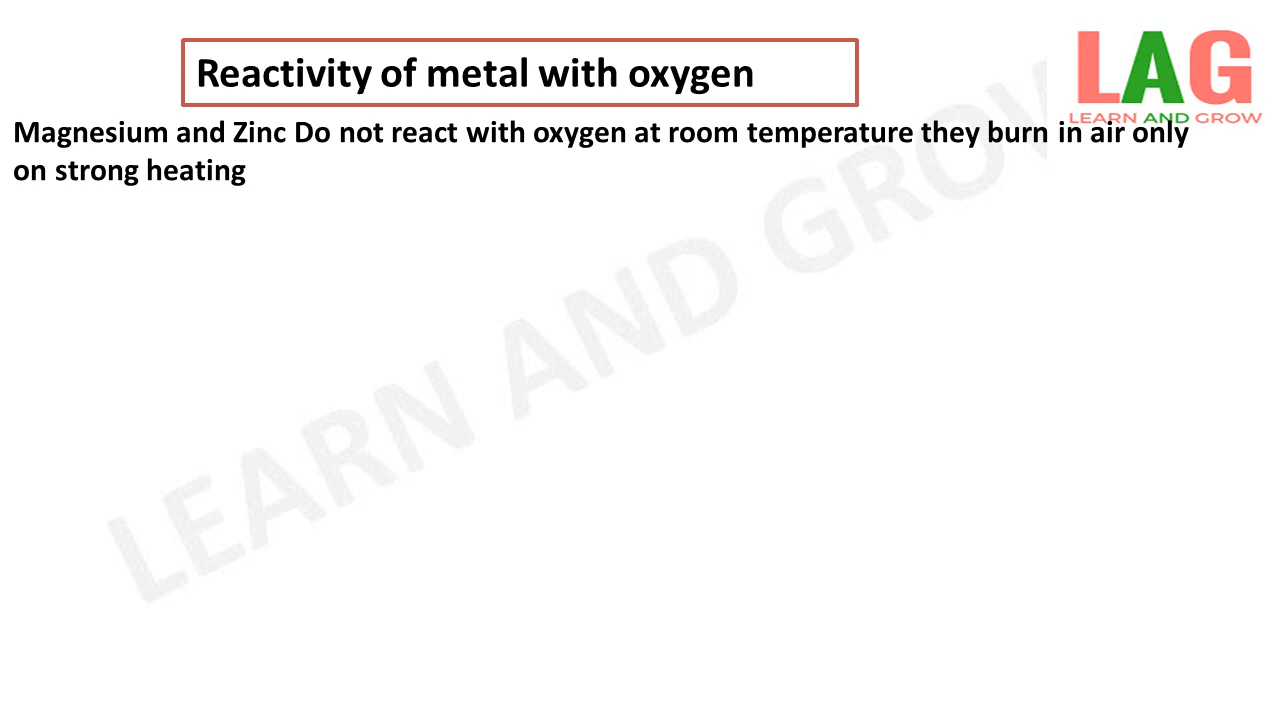 Reactivity of metal with oxygen
LAG
LEARN AND GROW
Magnesium and Zinc Do not react with oxygen at room temperature they burn in air only
on strong heating
LEARN AND GROW